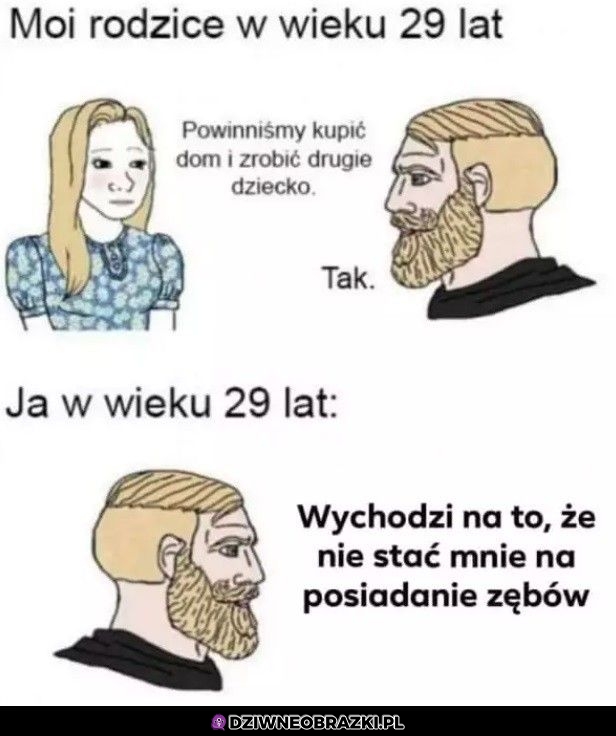 Moi rodzice w wieku 29 lat
Powinniśmy kupić
dom i zrobić drugie
dziecko.
Tak.
Ja w wieku 29 lat:
Wychodzi na to, że
nie stać mnie na
posiadanie zębów
DZIWNEOBRAZKI.PL